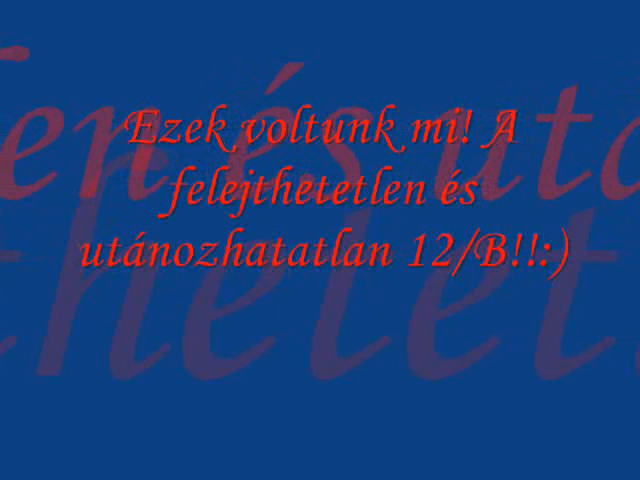 Ezek voltunk mi! A
felejthetetlen és
utánozhatatlan 12/B!!:)